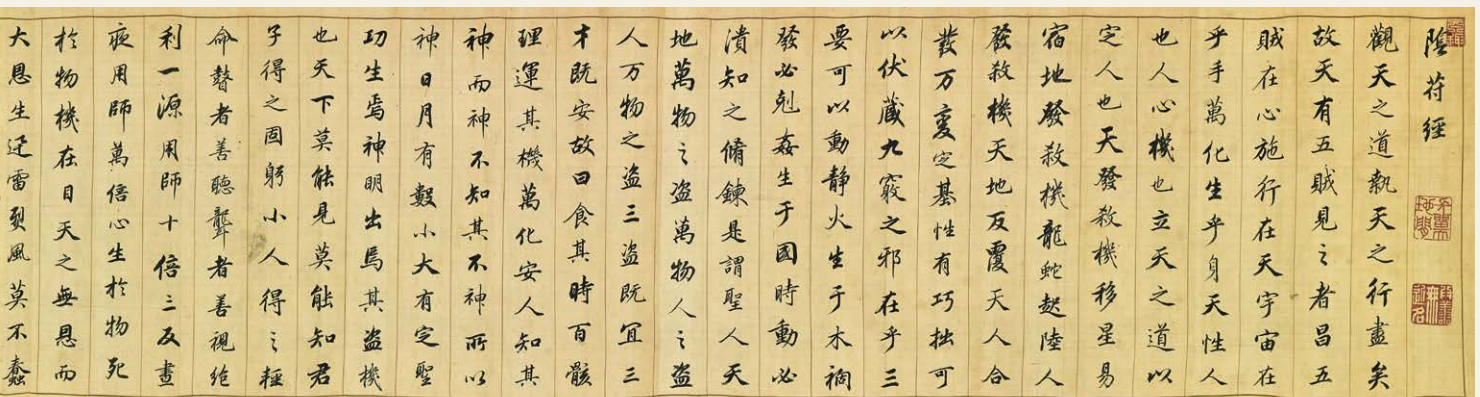 陰苻經
觀天之道執天之行盡矣
故天有五賊見之者昌五
賊在心施行在天宇宙在
乎手萬化生乎身天性人
也人心機也立天之道以
定人也天發殺機移星易
宿地發殺機龍蛇起陸人
發殺機天地反覆天人合
發万變定基性有巧拙可
以伏藏九竅之邪在乎三
要可以動靜火生于木禍
發必剋姦生于國時動必
潰知之脩鍊是謂聖人天
地萬物之盗萬物人之盗
人万物之盗三盗既宜三
才既安故曰食其時百骸
理運其機萬化安人知其
神而神不知其不神所以
神日月有數小大有定聖
功生焉神明出焉其盗機
也天下莫能見莫能知君
子得之固躬小人得之輕
命瞽者善聽聾者善視絶
利一源用師十倍三反晝
夜用師萬倍心生於物死
於物機在目天之無恩而
大恩生迅雷烈風莫不蠢